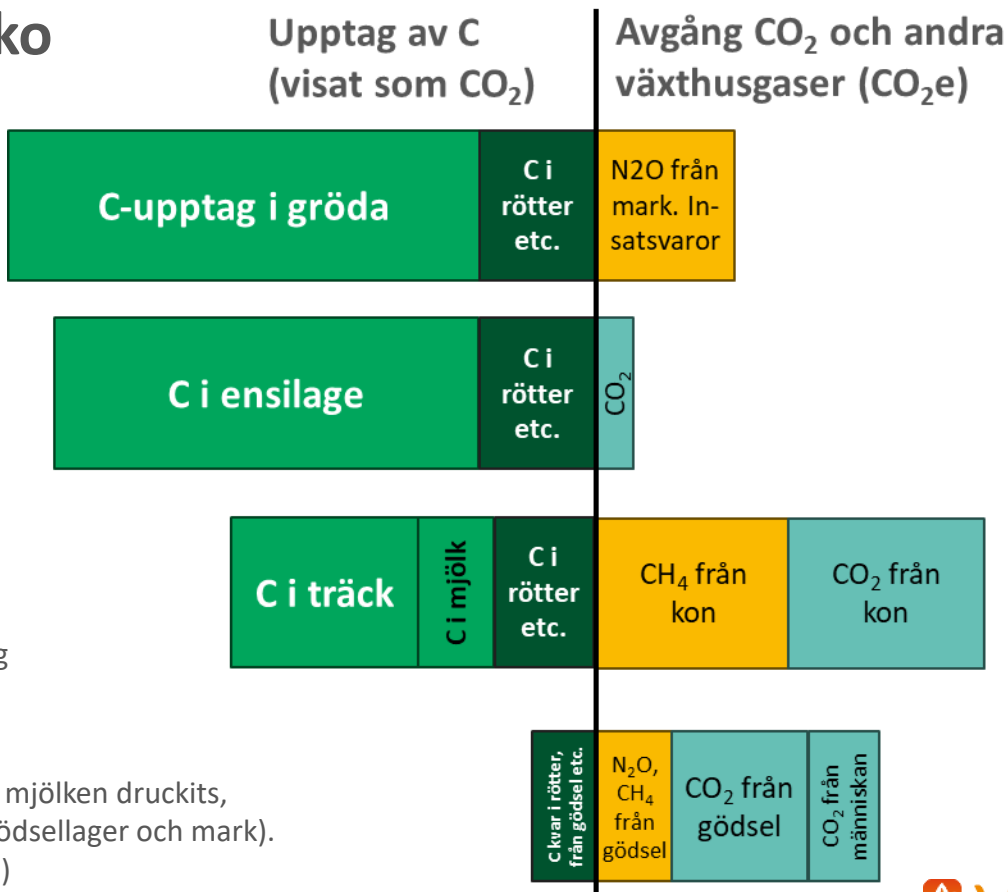 ko
Upptag av C
(visat som CO₂)
Avgång CO₂ och andra
växthusgaser (CO₂e)
C-upptag i gröda
C i
rötter
etc.
N2O från
mark. In-
satsvaror
C i ensilage
C i
rötter
etc.
CO₂
C i träck
C i mjölk
C i
rötter
etc.
CH₄ från
kon
CO₂ från
kon
g
mjölken druckits,
ödsellager och mark).
)
C kvar i rötter,
från gödsel etc.
N₂O,
CH₄
från
gödsel
CO₂ från
gödsel
CO₂ från
människan